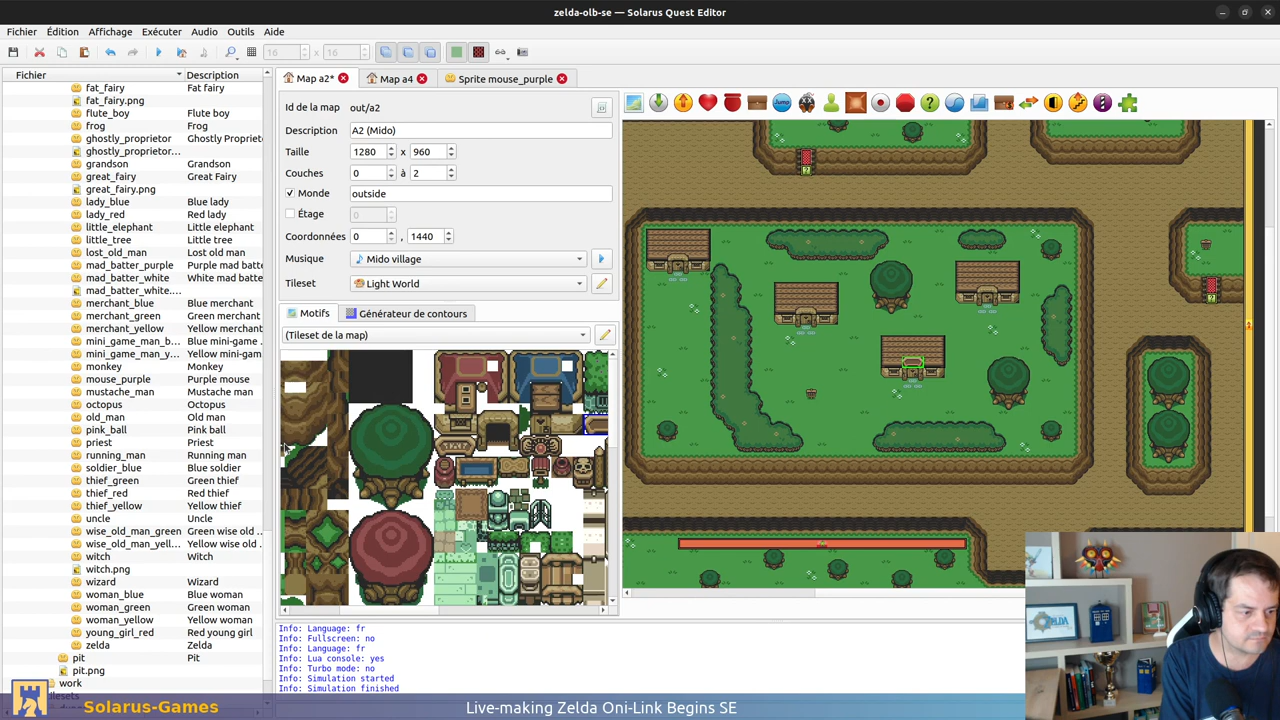 zelda-olb-se — Solarus Quest Editor
Fichier Édition Affichage Exécuter Audio Outils Aide
16 x 16
Fichier Description
fat_fairy Fat fairy
fat_fairy.png
flute_boy Flute boy
frog Frog
ghostly_proprietor Ghostly Propriet
ghostly_proprietor...
grandson Grandson
great_fairy Great Fairy
great_fairy.png
lady_blue Blue lady
lady_red Red lady
little_elephant Little elephant
little_tree Little tree
lost_old_man Lost old man
mad_batter_purple Purple mad batte
mad_batter_white White mad batte
mad_batter_white....
merchant_blue Blue merchant
merchant_green Green merchant
merchant_yellow Yellow merchant
mini_game_man_b... Blue mini-game
mini_game_man_y... Yellow mini-gam
monkey Monkey
mouse_purple Purple mouse
mustache_man Mustache man
octopus Octopus
old_man Old man
pink_ball Pink ball
priest Priest
running_man Running man
soldier_blue Blue soldier
thief_green Green thief
thief_red Red thief
thief_yellow Yellow thief
uncle Uncle
wise_old_man_green Green wise old ...
wise_old_man_yell... Yellow wise old ...
witch Witch
witch.png
wizard Wizard
woman_blue Blue woman
woman_green Green woman
woman_yellow Yellow woman
young_girl_red Red young girl
zelda Zelda
pit Pit
pit.png
work
Map a2* Map a4 Sprite mouse_purple
Id de la map out/a2
Description A2 (Mido)
Taille 1280 x 960
Couches 0 à 2
Monde outside
Étage 0
Coordonnées 0 , 1440
Musique Mido village
Tileset Light World
Motifs Générateur de contours
(Tileset de la map)
Jump
Info: Language: fr
Info: Fullscreen: no
Info: Language: fr
Info: Lua console: yes
Info: Turbo mode: no
Info: Simulation started
Info: Simulation finished
Solarus-Games
Live-making Zelda Oni-Link Begins SE